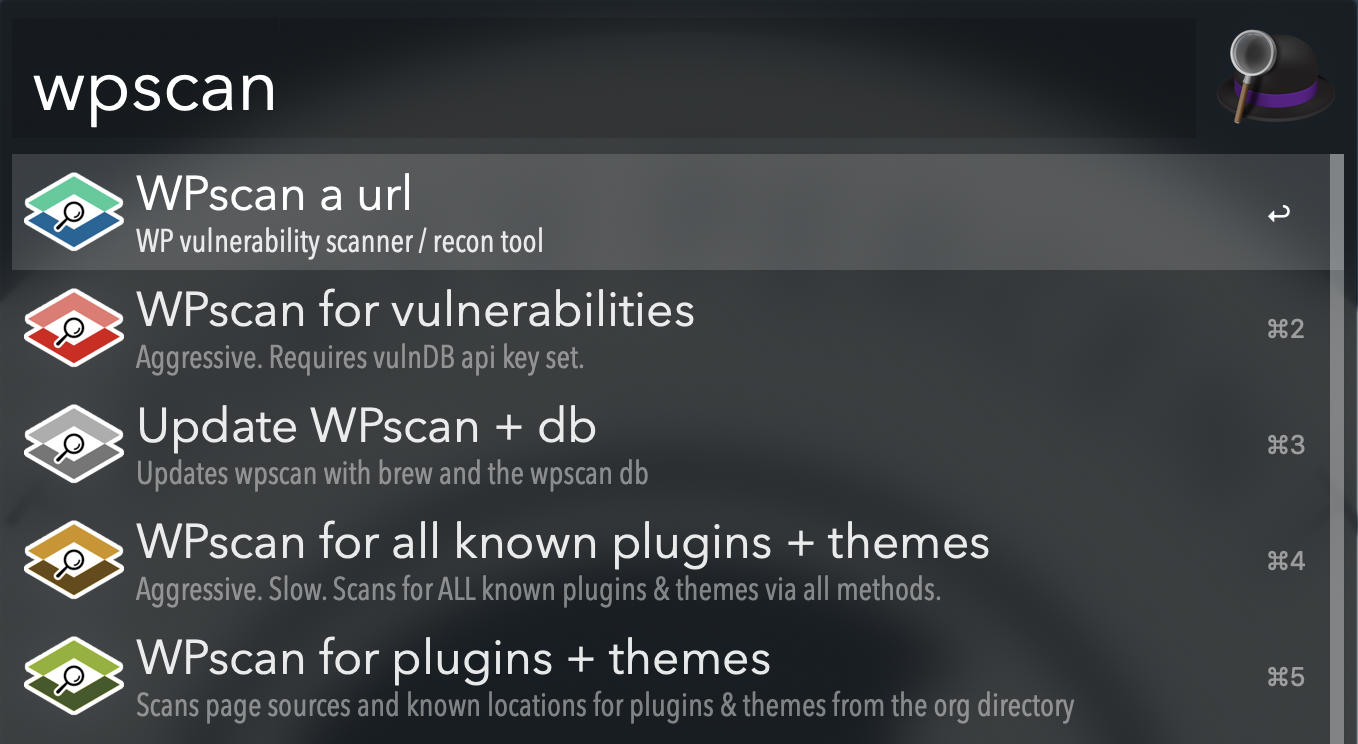 wpscan
WPscan a url
WP vulnerability scanner / recon tool
↩
WPscan for vulnerabilities
Aggressive. Requires vulnDB api key set.
⌘2
Update WPscan + db
Updates wpscan with brew and the wpscan db
⌘3
WPscan for all known plugins + themes
Aggressive. Slow. Scans for ALL known plugins & themes via all methods.
⌘4
WPscan for plugins + themes
Scans page sources and known locations for plugins & themes from the org directory
⌘5